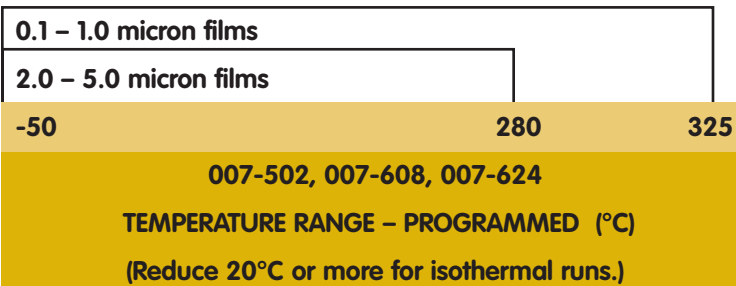 0.1 – 1.0 micron films
2.0 – 5.0 micron films
-50 280 325
007-502, 007-608, 007-624
TEMPERATURE RANGE – PROGRAMMED (°C)
(Reduce 20°C or more for isothermal runs.)